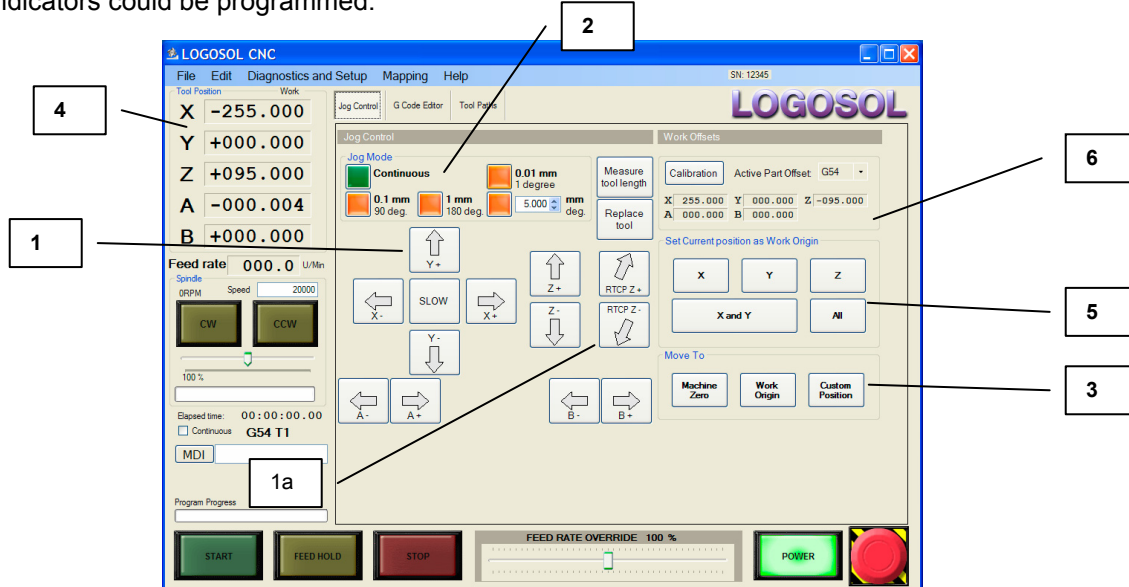 ndicators could be programmed.
2
LOGOSOL CNC
File Edit Diagnostics and Setup Mapping Help
SN: 12345
4
Tool Position Work
X -255.000
Y +000.000
Z +095.000
A -000.004
B +000.000
Jog Control G Code Editor Tool Paths
LOGOSOL
Jog Control
Work Offsets
6
Jog Mode
Continuous
0.01 mm
1 degree
0.1 mm
90 deg.
1 mm
180 deg.
5.000 mm
deg.
Measure
tool length
Replace
tool
Calibration Active Part Offset: G54
X 255.000 Y 000.000 Z -095.000
A 000.000 B 000.000
1
Y+
X-
SLOW
X+
Y-
Z+
Z-
RTCP Z+
RTCP Z-
A-
A+
B-
B+
Set Current position as Work Origin
X
Y
Z
X and Y
All
5
Move To
Machine
Zero
Work
Origin
Custom
Position
3
Feed rate 000.0 U/Min
Spindle
0RPM Speed 20000
CW
CCW
100 %
Elapsed time: 00:00:00.00
Continuous G54 T1
MDI
1a
Program Progress
START
FEED HOLD
STOP
FEED RATE OVERRIDE 100 %
POWER